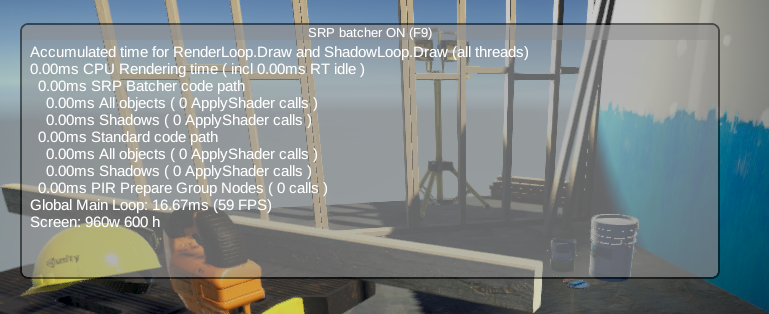 SRP batcher ON (F9)
Accumulated time for RenderLoop.Draw and ShadowLoop.Draw (all threads)
0.00ms CPU Rendering time ( incl 0.00ms RT idle )
0.00ms SRP Batcher code path
0.00ms All objects ( 0 ApplyShader calls )
0.00ms Shadows ( 0 ApplyShader calls )
0.00ms Standard code path
0.00ms All objects ( 0 ApplyShader calls )
0.00ms Shadows ( 0 ApplyShader calls )
0.00ms PIR Prepare Group Nodes ( 0 calls )
Global Main Loop: 16.67ms (59 FPS)
Screen: 960w 600 h
unity